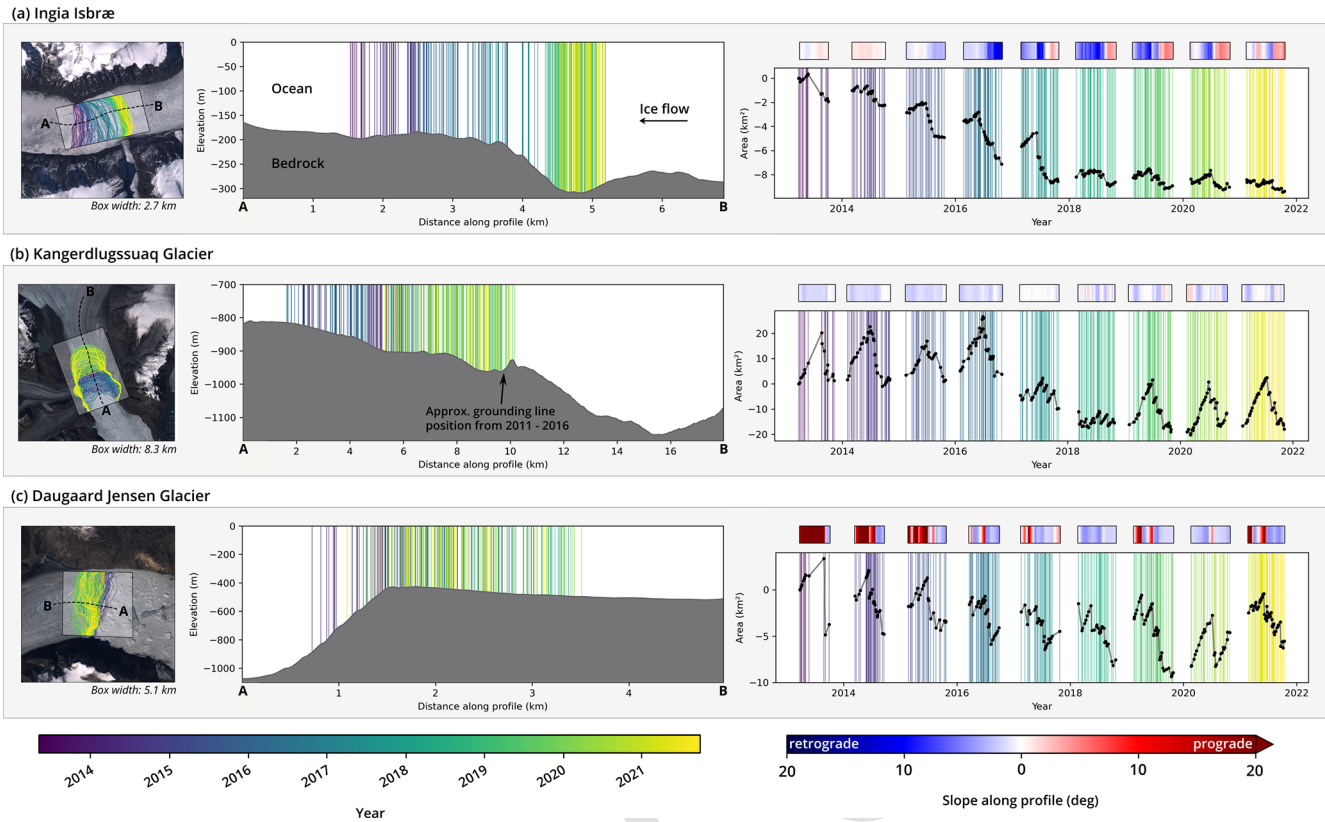 (a) Ingia Isbræ
A
B
Box width: 2.7 km
Elevation (m)
0
−50
−100
−150
−200
−250
−300
Ocean
Bedrock
Ice flow
A
1
2
3
4
5
6
B
Distance along profile (km)
Area (km²)
0
−2
−4
−6
−8
2014
2016
2018
2020
2022
Year
(b) Kangerdlugssuaq Glacier
B
A
Box width: 8.3 km
Elevation (m)
−700
−800
−900
−1000
−1100
Approx. grounding line
position from 2011 - 2016
A
2
4
6
8
10
12
14
16
B
Distance along profile (km)
Area (km²)
20
10
0
−10
−20
2014
2016
2018
2020
2022
Year
(c) Daugaard Jensen Glacier
B
A
Box width: 5.1 km
Elevation (m)
0
−200
−400
−600
−800
−1000
A
1
2
3
4
B
Distance along profile (km)
Area (km²)
0
−5
−10
2014
2016
2018
2020
2022
Year
2014
2015
2016
2017
2018
2019
2020
2021
Year
retrograde
prograde
20
10
0
10
20
Slope along profile (deg)